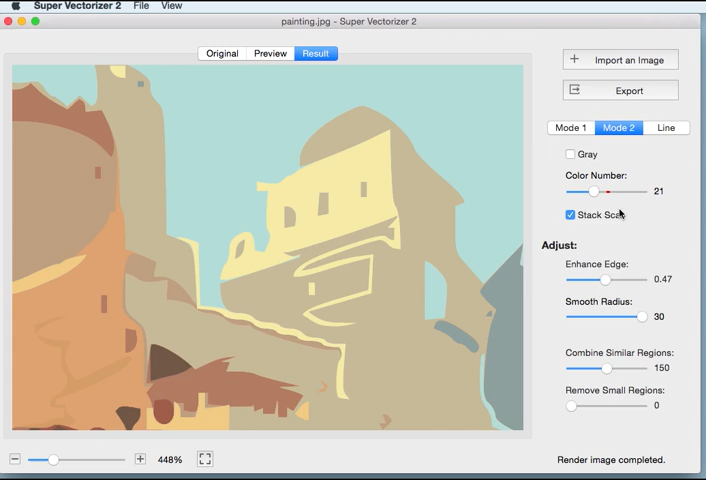 Super Vectorizer 2 File View
painting.jpg - Super Vectorizer 2
Original Preview Result
Import an Image
Export
Mode 1 Mode 2 Line
Gray
Color Number:
21
Adjust:
Enhance Edge:
0.47
Smooth Radius:
30
Combine Similar Regions:
150
Remove Small Regions:
0
448%
Render image completed.